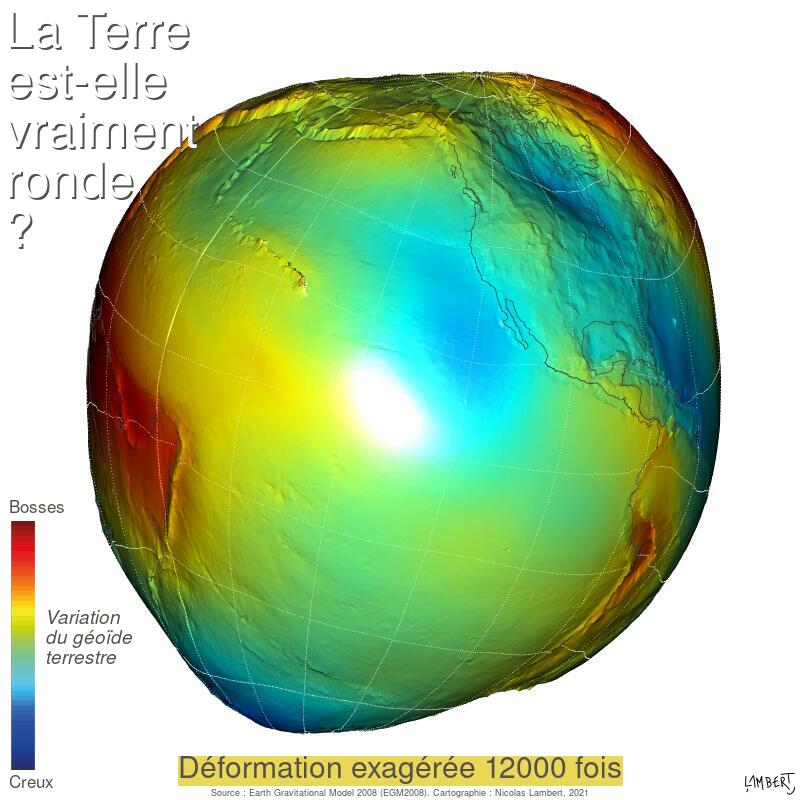 La Terre
est-elle
vraiment
ronde
?
Bosses
Variation
du géoïde
terrestre
Creux
Déformation exagérée 12000 fois
Source : Earth Gravitational Model 2008 (EGM2008). Cartographie : Nicolas Lambert, 2021
LAMBERT